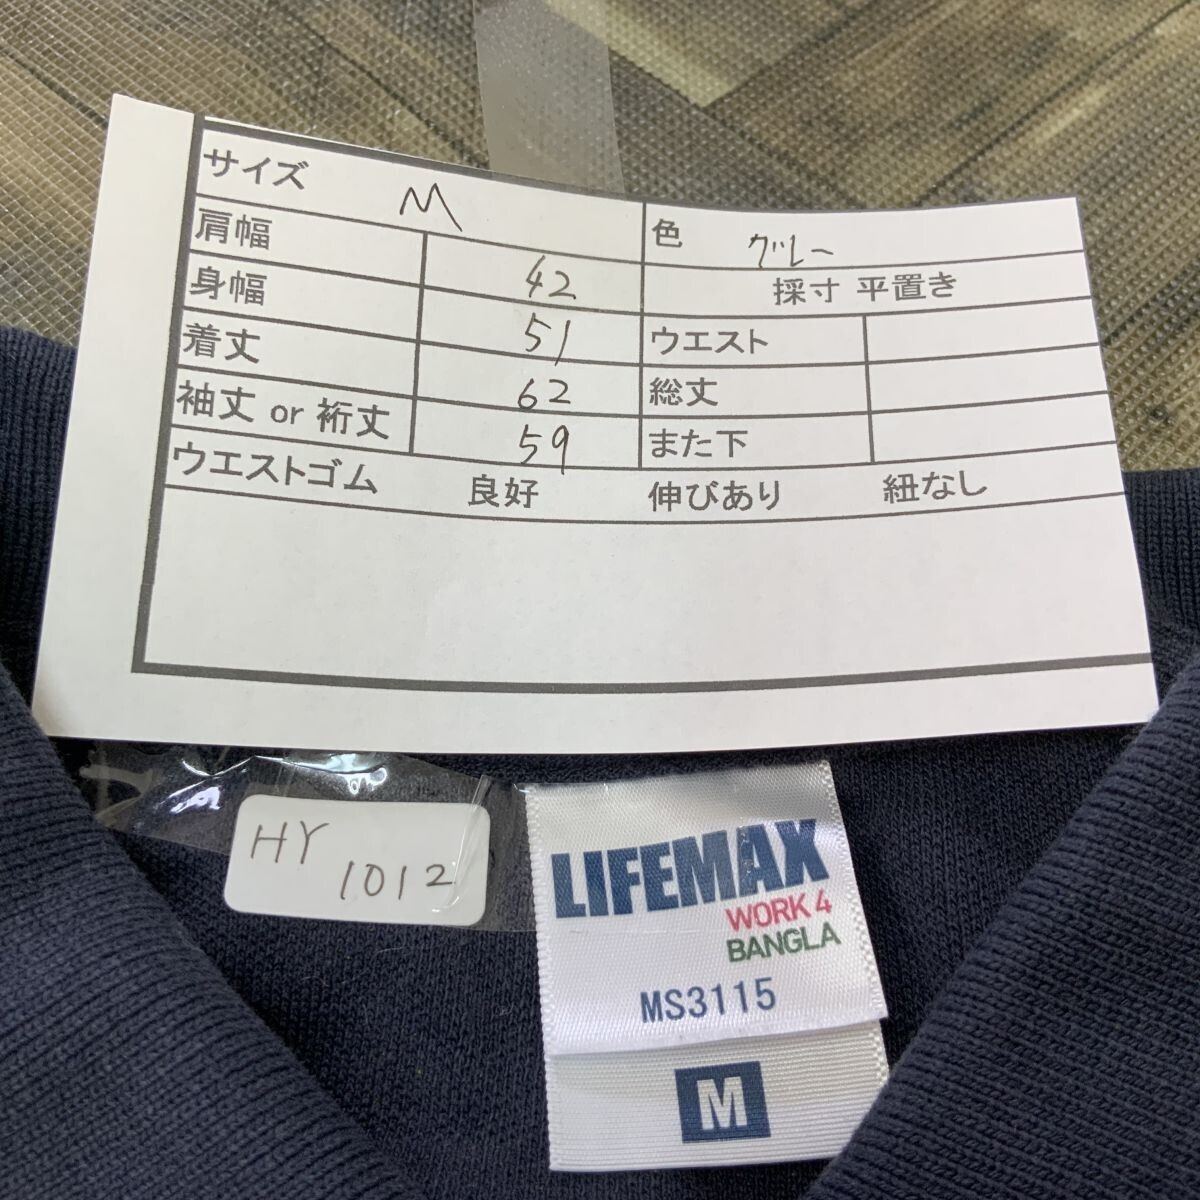 サイズ M
色 グレー
肩幅 42
採寸 平置き
身幅 51
ウエスト
着丈 62
総丈
袖丈 or 裄丈 59
また下
ウエストゴム 良好 伸びあり 紐なし
HY
1012
LIFEMAX
WORK 4
BANGLA
MS3115
M